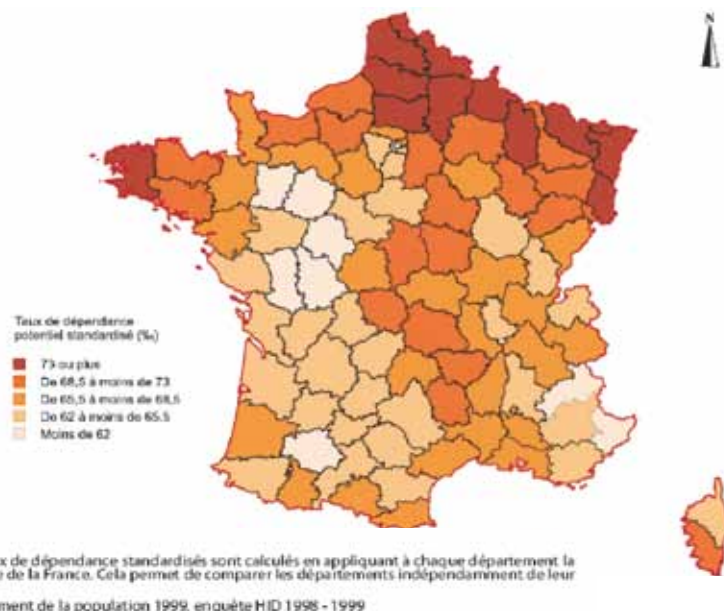 N
Taux de dépendance
potentiel standardisé (‰)
73 ou plus
De 68,5 à moins de 73
De 65,5 à moins de 68,5
De 62 à moins de 65,5
Moins de 62
x de dépendance standardisés sont calculés en appliquant à chaque département la
e de la France. Cela permet de comparer les départements indépendamment de leur
ment de la population 1999, enquête HID 1998 - 1999